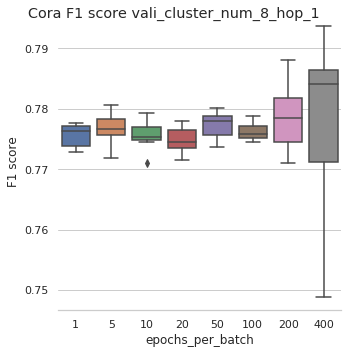 Cora F1 score vali_cluster_num_8_hop_1
0.79
0.78
0.77
0.76
0.75
F1 score
1 5 10 20 50 100 200 400
epochs_per_batch